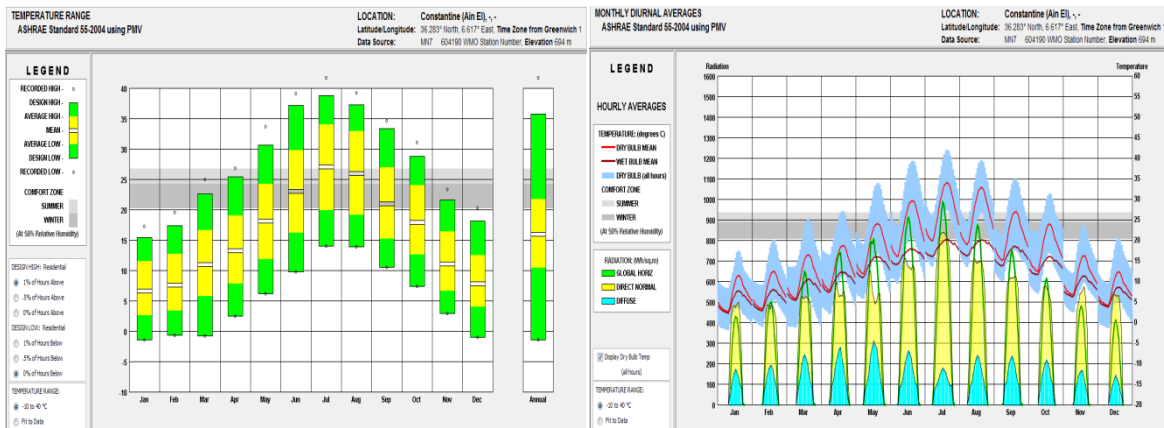 TEMPERATURE RANGE
ASHRAE Standard 55-2004 using PMV
LOCATION: Constantine (Ain El), -, -
Latitude/Longitude: 36.283° North, 6.617° East, Time Zone from Greenwich 1
Data Source: MN7 604190 WMO Station Number, Elevation 694 m
LEGEND
RECORDED HIGH -
DESIGN HIGH -
AVERAGE HIGH -
MEAN -
AVERAGE LOW -
DESIGN LOW -
RECORDED LOW -
COMFORT ZONE
SUMMER
WINTER
(At 50% Relative Humidity)
DESIGN HIGH: Residential
1% of Hours Above
.5% of Hours Above
0% of Hours Above
DESIGN LOW: Residential
1% of Hours Below
.5% of Hours Below
0% of Hours Below
TEMPERATURE RANGE:
-10 to 40 °C
Fit to Data
40
35
30
25
20
15
10
5
0
-5
-10
Jan Feb Mar Apr May Jun Jul Aug Sep Oct Nov Dec Annual
MONTHLY DIURNAL AVERAGES
ASHRAE Standard 55-2004 using PMV
LOCATION: Constantine (Ain El), -, -
Latitude/Longitude: 36.283° North, 6.617° East, Time Zone from Greenwich 1
Data Source: MN7 604190 WMO Station Number, Elevation 694 m
LEGEND
HOURLY AVERAGES
TEMPERATURE: (degrees C)
DRY BULB MEAN
WET BULB MEAN
DRY BULB (all hours)
COMFORT ZONE
SUMMER
WINTER
(At 50% Relative Humidity)
RADIATION: (Wh/sq.m)
GLOBAL HORIZ
DIRECT NORMAL
DIFFUSE
Display Dry Bulb Temp
(all hours)
TEMPERATURE RANGE:
-10 to 40 °C
Fit to Data
Radiation
1600
1500
1400
1300
1200
1100
1000
900
800
700
600
500
400
300
200
100
0
Jan Feb Mar Apr May Jun Jul Aug Sep Oct Nov Dec
Temperature
60
55
50
45
40
35
30
25
20
15
10
5
0
-5
-10
-15
-20